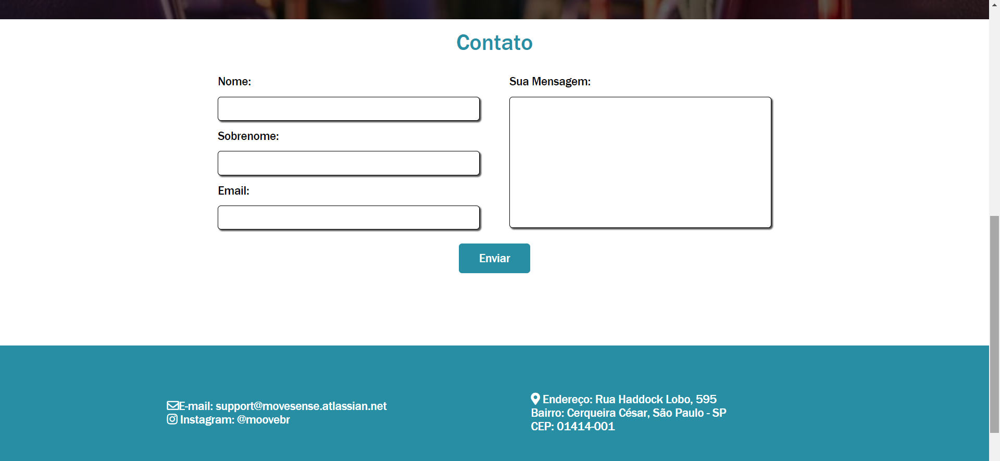 Contato
Nome:
Sobrenome:
Email:
Sua Mensagem:
Enviar
E-mail: support@movesense.atlassian.net
Instagram: @moovebr
Endereço: Rua Haddock Lobo, 595
Bairro: Cerqueira César, São Paulo - SP
CEP: 01414-001